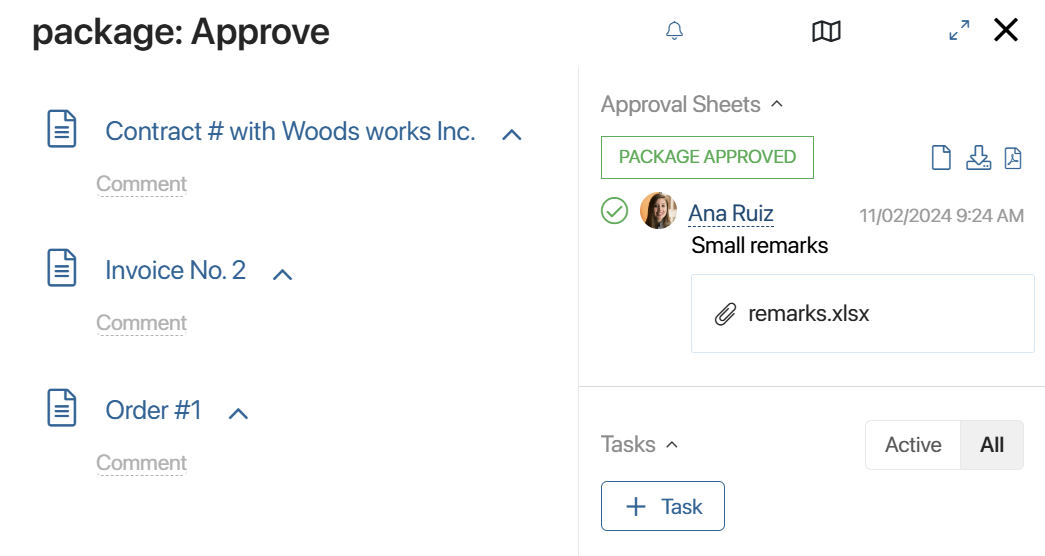 package: Approve
Contract # with Woods works Inc.
Comment
Invoice No. 2
Comment
Order #1
Comment
Approval Sheets
PACKAGE APPROVED
Ana Ruiz
11/02/2024 9:24 AM
Small remarks
remarks.xlsx
Tasks
Active
All
+ Task